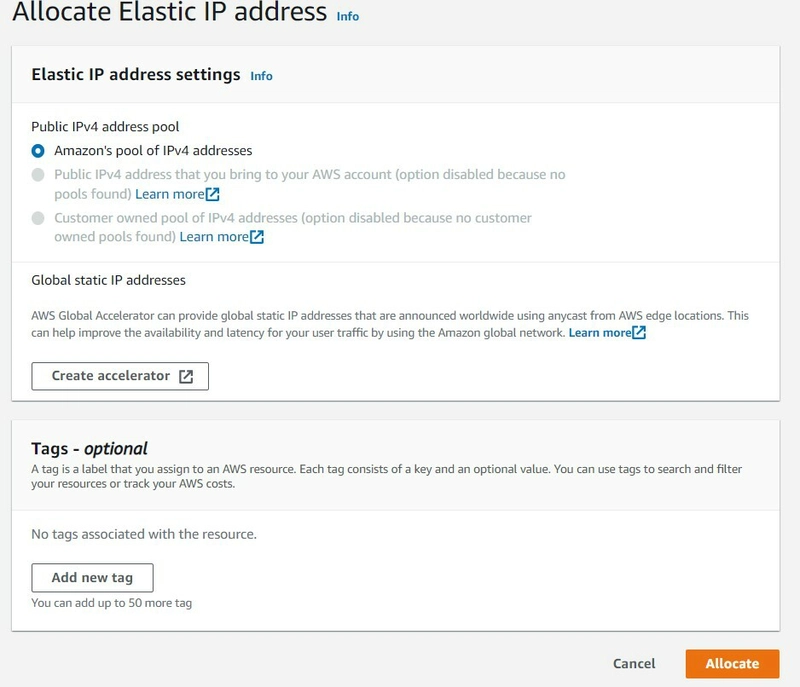 Allocate Elastic IP address Info
Elastic IP address settings Info
Public IPv4 address pool
Amazon's pool of IPv4 addresses
Public IPv4 address that you bring to your AWS account (option disabled because no
pools found) Learn more
Customer owned pool of IPv4 addresses (option disabled because no customer
owned pools found) Learn more
Global static IP addresses
AWS Global Accelerator can provide global static IP addresses that are announced worldwide using anycast from AWS edge locations. This
can help improve the availability and latency for your user traffic by using the Amazon global network. Learn more
Create accelerator
Tags - optional
A tag is a label that you assign to an AWS resource. Each tag consists of a key and an optional value. You can use tags to search and filter
your resources or track your AWS costs.
No tags associated with the resource.
Add new tag
You can add up to 50 more tag
Cancel Allocate